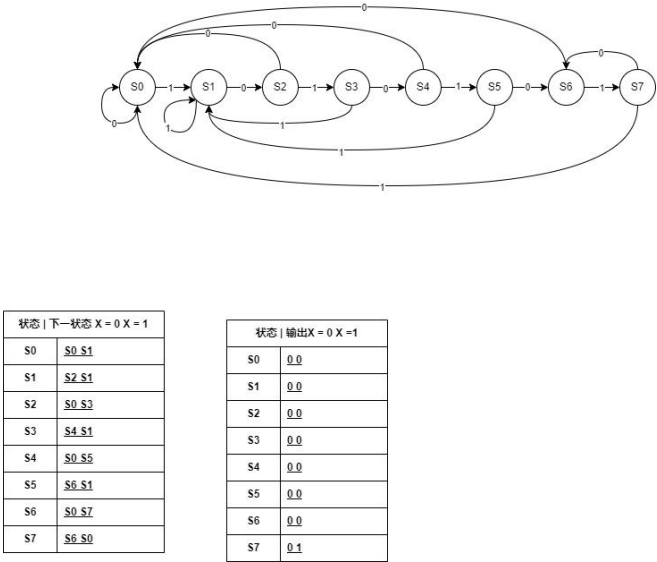 0
0
0
S0 1 S1 0 S2 1 S3 0 S4 1 S5 0 S6 1 S7
0
0
1
1
1
1
状态 | 下一状态 X = 0 X = 1
S0 S0 S1
S1 S2 S1
S2 S0 S3
S3 S4 S1
S4 S0 S5
S5 S6 S1
S6 S0 S7
S7 S6 S0
状态 | 输出X = 0 X =1
S0 0 0
S1 0 0
S2 0 0
S3 0 0
S4 0 0
S5 0 0
S6 0 0
S7 0 1